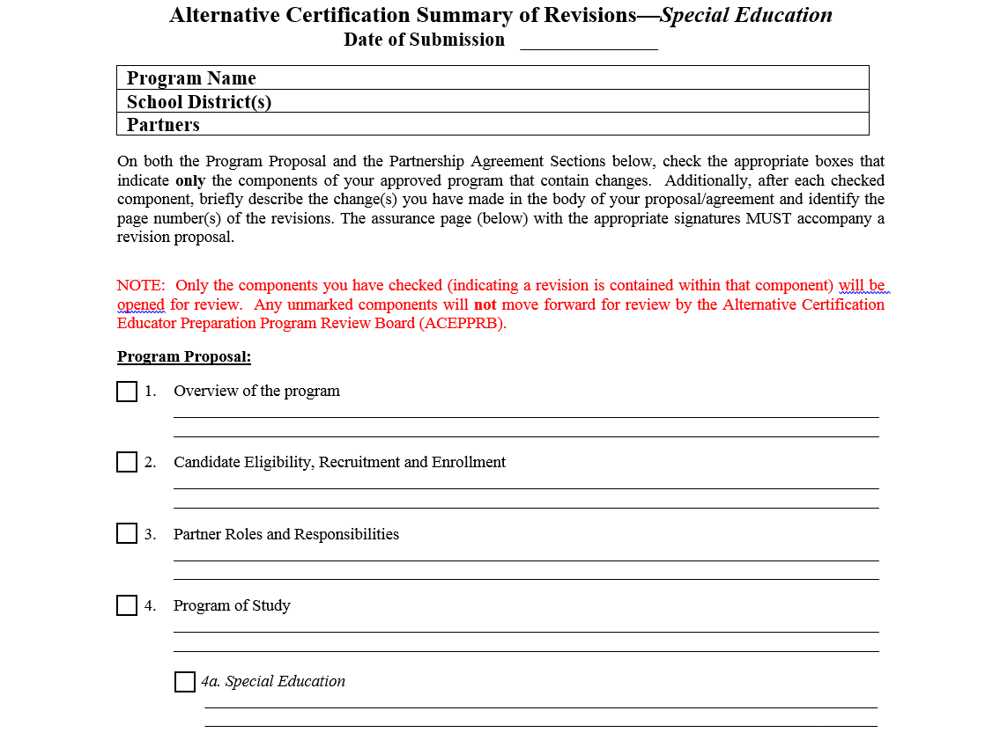 Alternative Certification Summary of Revisions—Special Education
Date of Submission
Program Name
School District(s)
Partners
On both the Program Proposal and the Partnership Agreement Sections below, check the appropriate boxes that
indicate only the components of your approved program that contain changes.  Additionally, after each checked
component, briefly describe the change(s) you have made in the body of your proposal/agreement and identify the
page number(s) of the revisions. The assurance page (below) with the appropriate signatures MUST accompany a
revision proposal.
NOTE:  Only the components you have checked (indicating a revision is contained within that component) will be
opened for review.  Any unmarked components will not move forward for review by the Alternative Certification
Educator Preparation Program Review Board (ACEPPRB).
Program Proposal:
1. Overview of the program
2. Candidate Eligibility, Recruitment and Enrollment
3. Partner Roles and Responsibilities
4. Program of Study
4a. Special Education